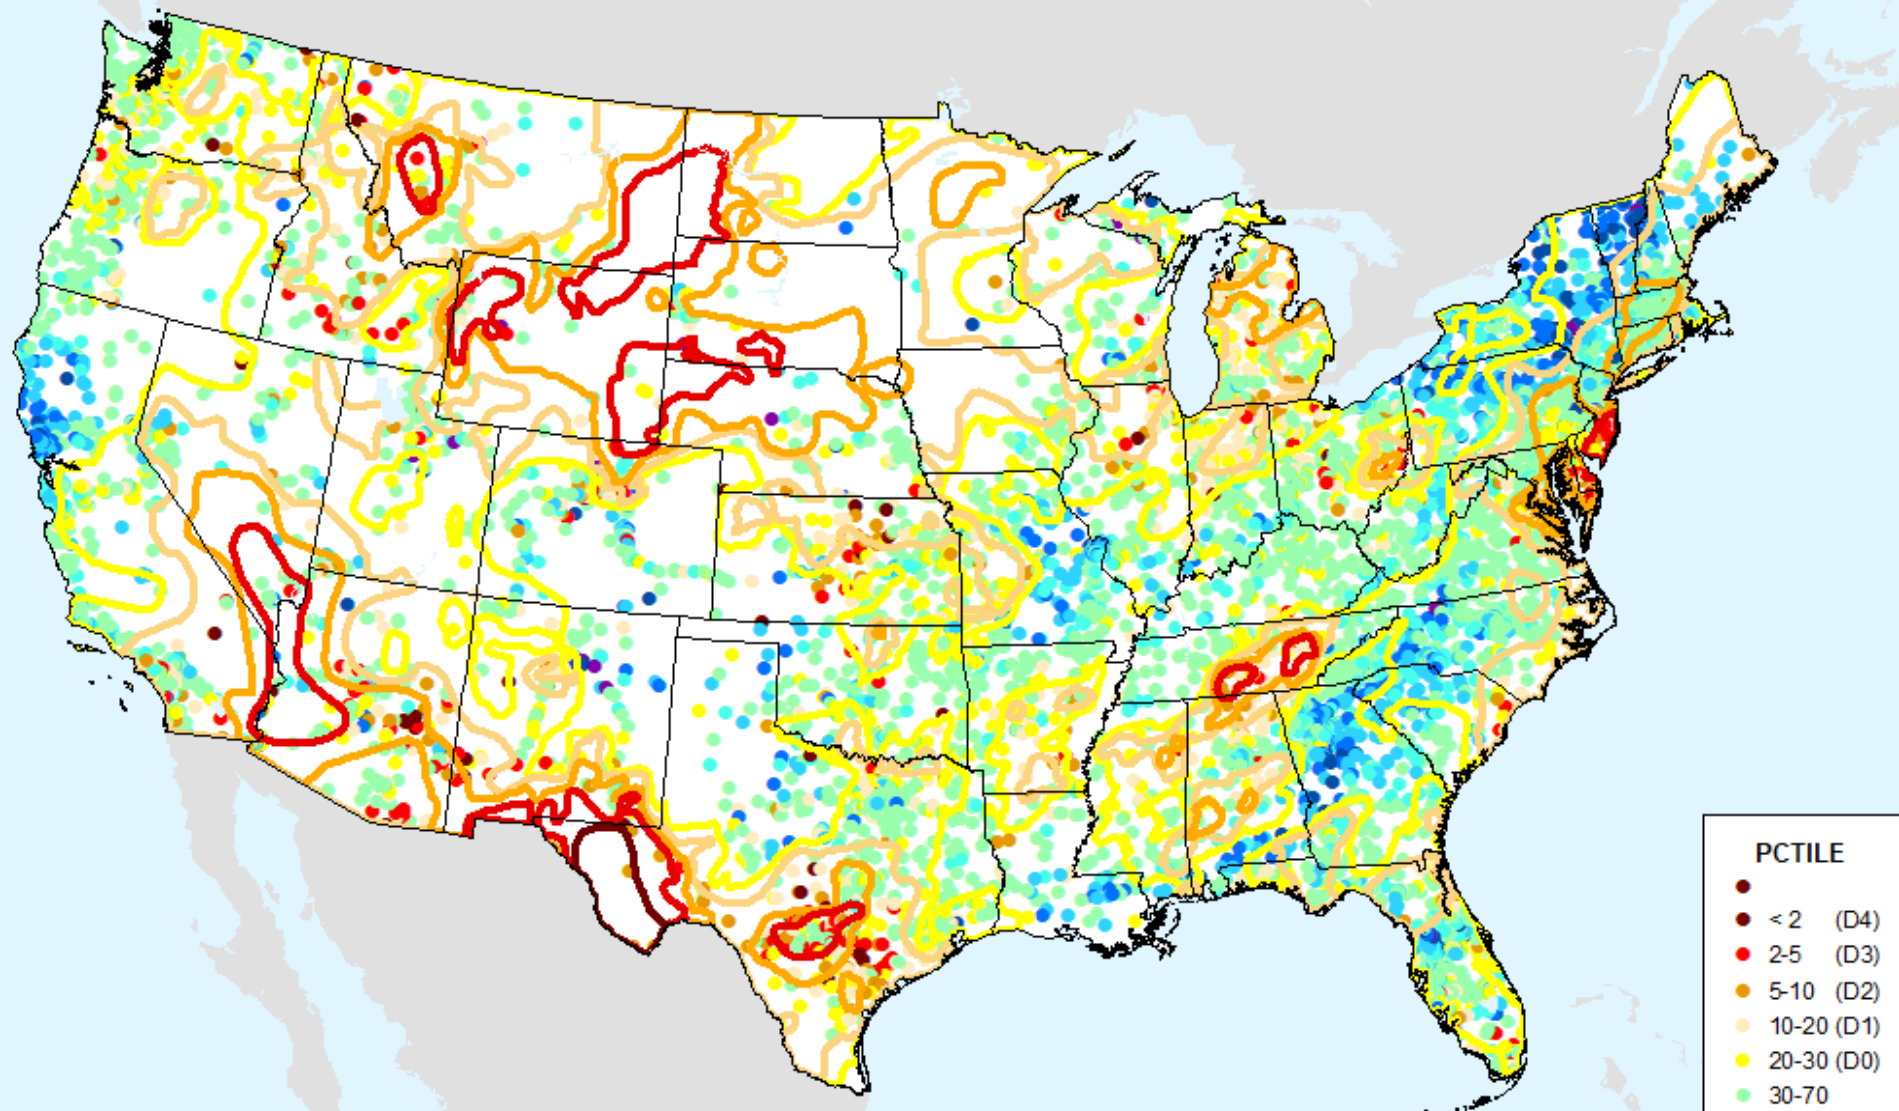 PCTILE
< 2 (D4)
2-5 (D3)
5-10 (D2)
10-20 (D1)
20-30 (D0)
30-70